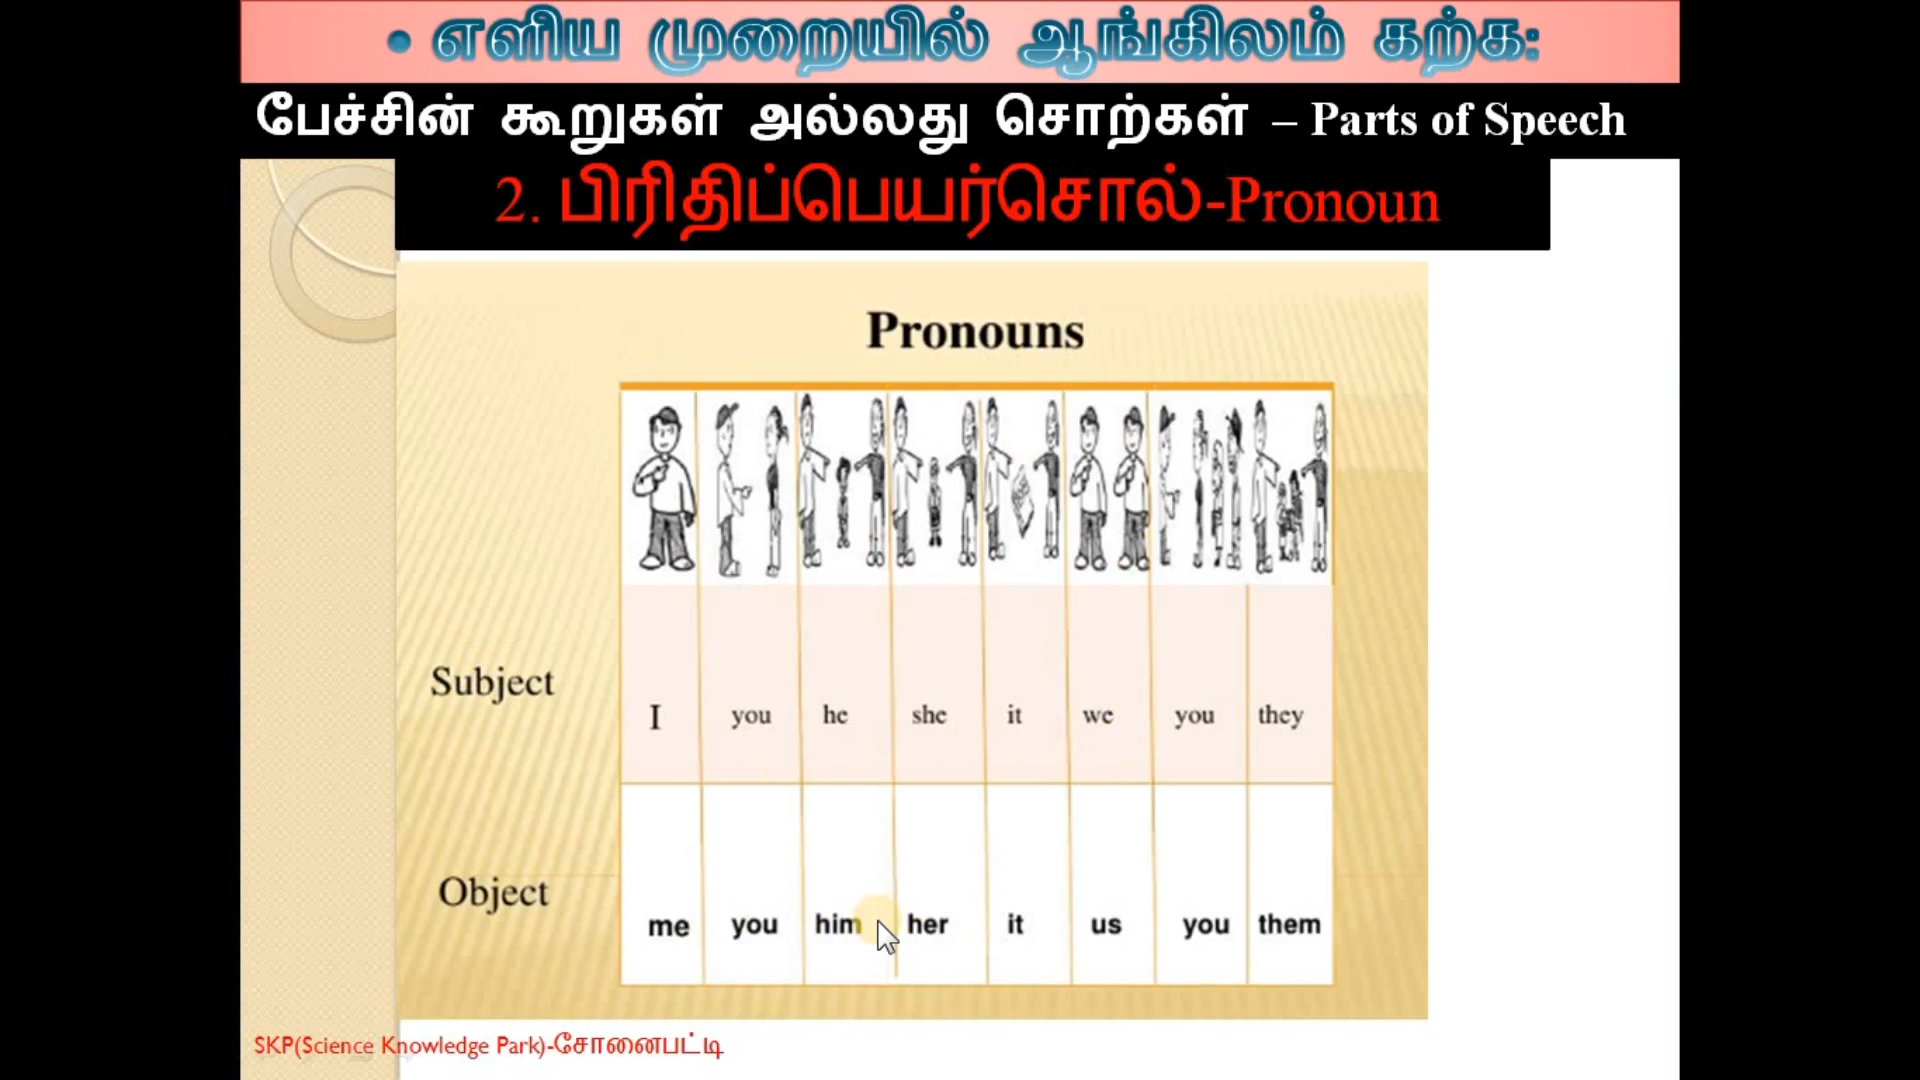 • எளிய முறையில் ஆங்கிலம் கற்க:
பேச்சின் கூறுகள் அல்லது சொற்கள் – Parts of Speech
2. பிரிதிப்பெயர்சொல்-Pronoun
Pronouns
Subject I you he she it we you they
Object me you him her it us you them
SKP(Science Knowledge Park)-சோனைபட்டி